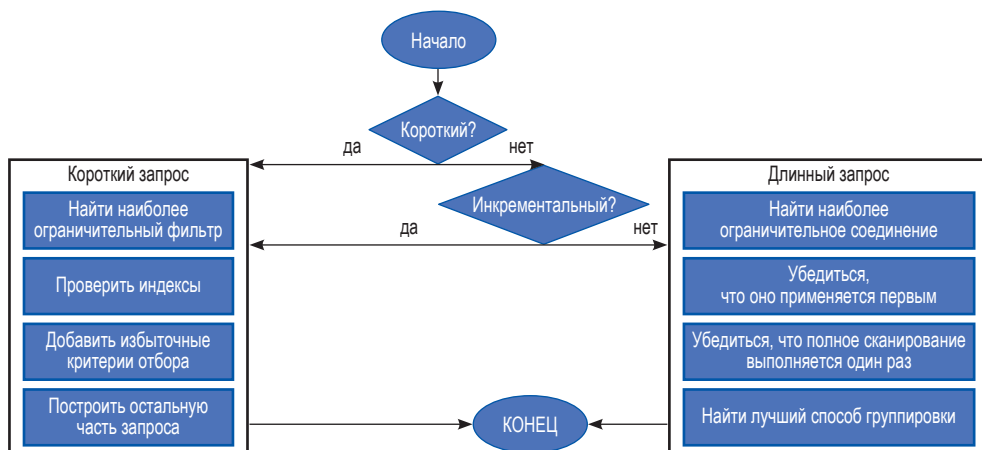 Начало
Короткий?
да
нет
Короткий запрос
Найти наиболее
ограничительный фильтр
Проверить индексы
Добавить избыточные
критерии отбора
Построить остальную
часть запроса
Инкрементальный?
да
нет
Длинный запрос
Найти наиболее
ограничительное соединение
Убедиться,
что оно применяется первым
Убедиться, что полное сканирование
выполняется один раз
Найти лучший способ группировки
КОНЕЦ